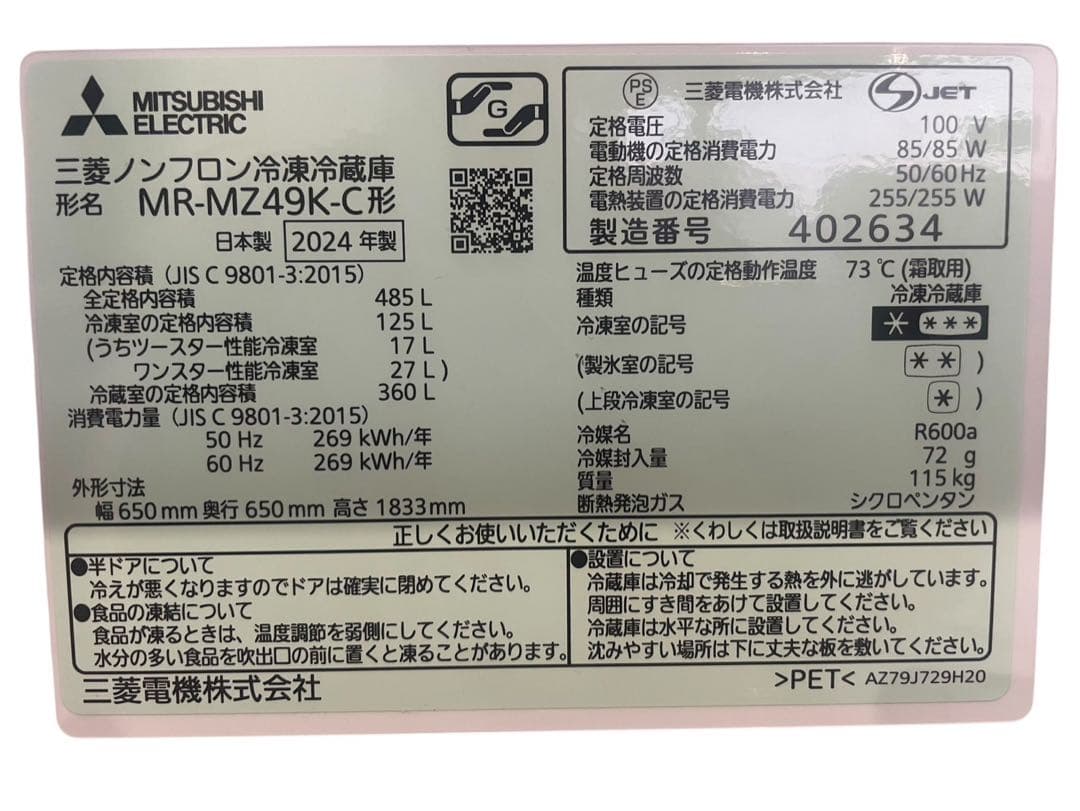 MITSUBISHI
ELECTRIC
三菱ノンフロン冷凍冷蔵庫
形名 MR-MZ49K-C形
日本製 2024 年製
定格内容積（JIS C 9801-3:2015）
全定格内容積 485 L
冷凍室の定格内容積 125 L
(うちツースター性能冷凍室 17 L
ワンスター性能冷凍室 27 L )
冷蔵室の定格内容積 360 L
消費電力量（JIS C 9801-3:2015）
50 Hz 269 kWh/年
60 Hz 269 kWh/年
外形寸法
幅 650 mm 奥行 650 mm 高さ 1833 mm
G
PS
E
三菱電機株式会社 S JET
定格電圧 100 V
電動機の定格消費電力 85/85 W
定格周波数 50/60 Hz
電熱装置の定格消費電力 255/255 W
製造番号 402634
温度ヒューズの定格動作温度 73 ℃ (霜取用)
種類 冷凍冷蔵庫
冷凍室の記号 * ***
(製氷室の記号 ** )
(上段冷凍室の記号 * )
冷媒名 R600a
冷媒封入量 72 g
質量 115 kg
断熱発泡ガス シクロペンタン
正しくお使いいただくために ※くわしくは取扱説明書をご覧ください
●半ドアについて
冷えが悪くなりますのでドアは確実に閉めてください。
●食品の凍結について
食品が凍るときは、温度調節を弱側にしてください。
水分の多い食品を吹出口の前に置くと凍ることがあります。
●設置について
冷蔵庫は冷却で発生する熱を外に逃がしています。
周囲にすき間をあけて設置してください。
冷蔵庫は水平な所に設置してください。
沈みやすい場所は下に丈夫な板を敷いてください。
三菱電機株式会社
>PET< AZ79J729H20